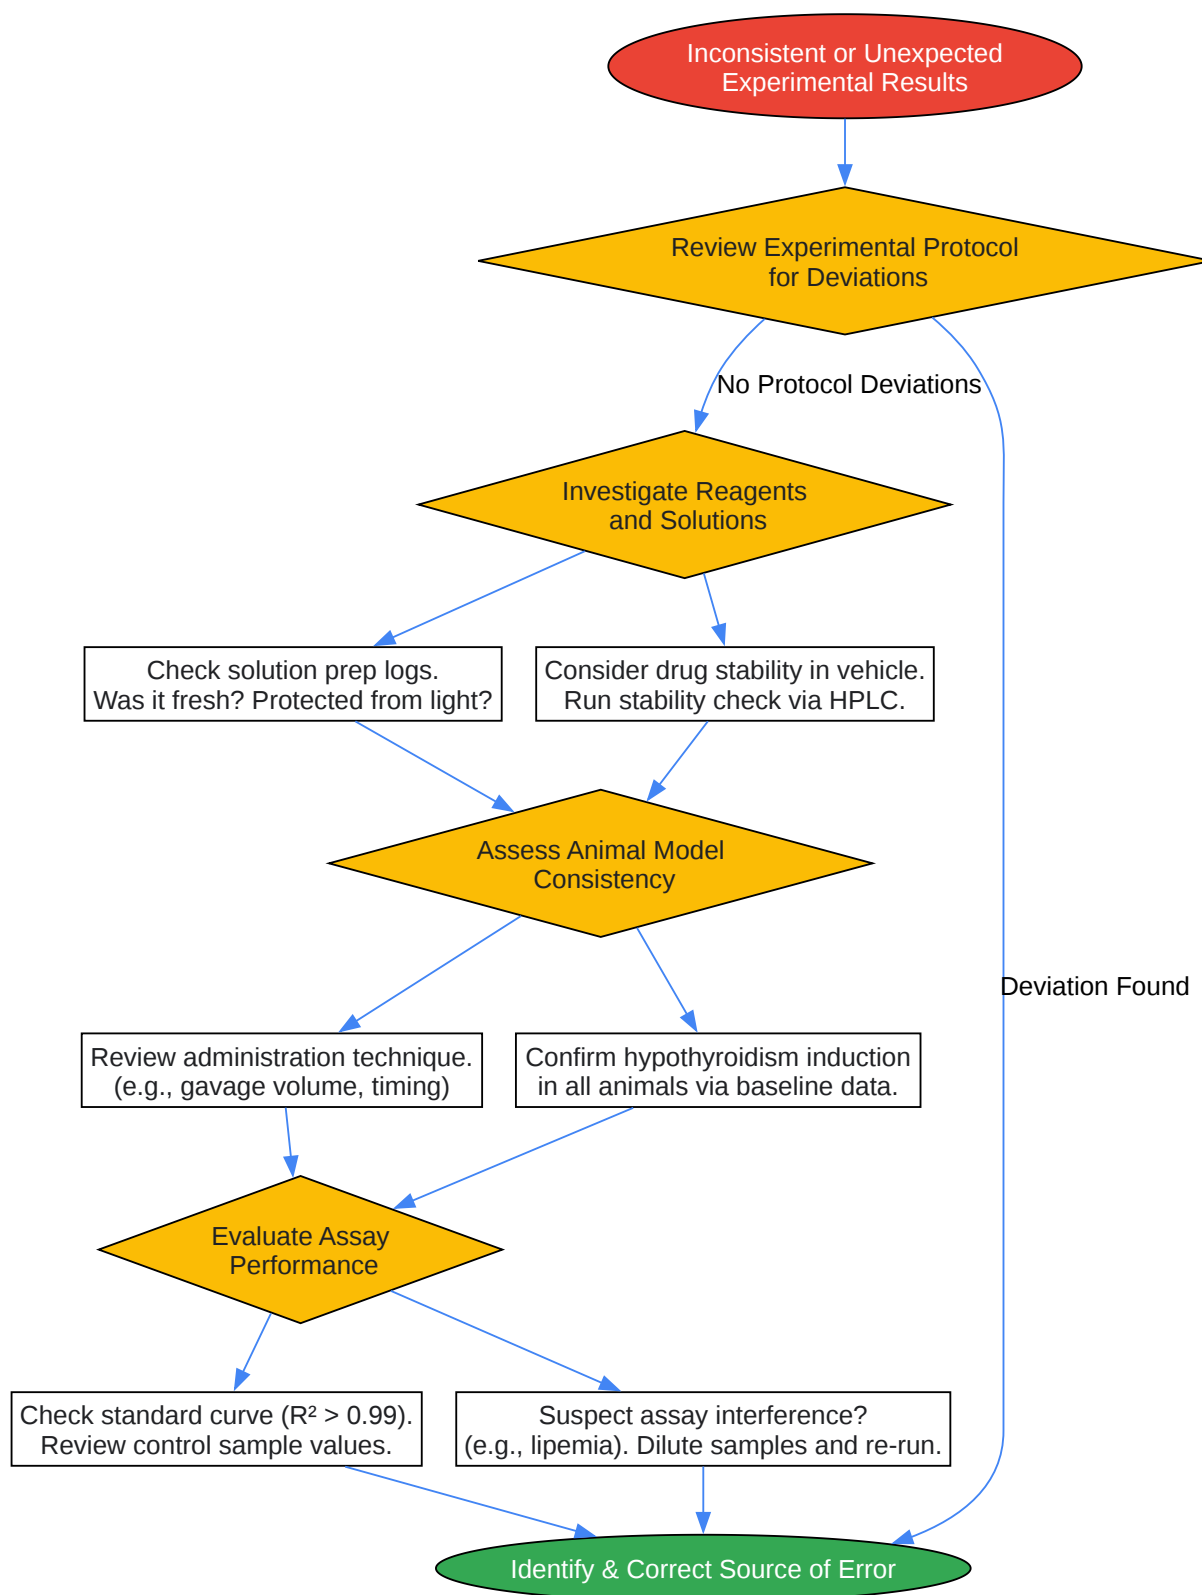 Inconsistent or Unexpected
Experimental Results
Review Experimental Protocol
for Deviations
No Protocol Deviations
Investigate Reagents
and Solutions
Check solution prep logs.
Was it fresh? Protected from light?
Consider drug stability in vehicle.
Run stability check via HPLC.
Assess Animal Model
Consistency
Deviation Found
Review administration technique.
(e.g., gavage volume, timing)
Confirm hypothyroidism induction
in all animals via baseline data.
Evaluate Assay
Performance
Check standard curve (R² > 0.99).
Review control sample values.
Suspect assay interference?
(e.g., lipemia). Dilute samples and re-run.
Identify & Correct Source of Error